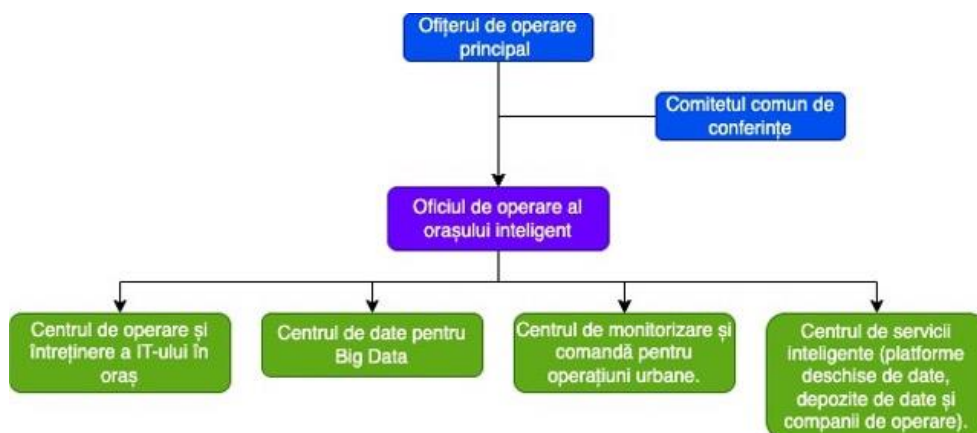 Ofițerul de operare
principal
Comitetul comun de
conferințe
Oficiul de operare al
orașului inteligent
Centrul de operare și
întreținere a IT-ului în
oraș
Centrul de date pentru
Big Data
Centrul de monitorizare și
comandă pentru
operațiuni urbane.
Centrul de servicii
inteligente (platforme
deschise de date,
depozite de date și
companii de operare).